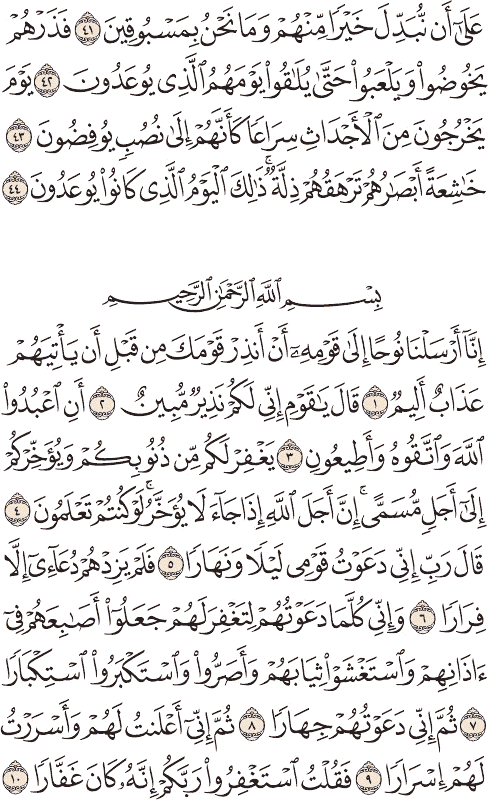 عَلَىٰٓ أَن نُّبَدِّلَ خَيْرًا مِّنْهُمْ وَمَا نَحْنُ بِمَسْبُوقِينَ ٤١ فَذَرْهُمْ
يَخُوضُوا۟ وَيَلْعَبُوا۟ حَتَّىٰ يُلَٰقُوا۟ يَوْمَهُمُ ٱلَّذِى يُوعَدُونَ ٤٢ يَوْمَ
يَخْرُجُونَ مِنَ ٱلْأَجْدَاثِ سِرَاعًا كَأَنَّهُمْ إِلَىٰ نُصُبٍ يُوفِضُونَ ٤٣
خَٰشِعَةً أَبْصَٰرُهُمْ تَرْهَقُهُمْ ذِلَّةٌ ۚ ذَٰلِكَ ٱلْيَوْمُ ٱلَّذِى كَانُوا۟ يُوعَدُونَ ٤٤
بِسْمِ ٱللَّهِ ٱلرَّحْمَٰنِ ٱلرَّحِيمِ
إِنَّآ أَرْسَلْنَا نُوحًا إِلَىٰ قَوْمِهِۦٓ أَنْ أَنذِرْ قَوْمَكَ مِن قَبْلِ أَن يَأْتِيَهُمْ
عَذَابٌ أَلِيمٌ ١ قَالَ يَٰقَوْمِ إِنِّى لَكُمْ نَذِيرٌ مُّبِينٌ ٢ أَنِ ٱعْبُدُوا۟
ٱللَّهَ وَٱتَّقُوهُ وَأَطِيعُونِ ٣ يَغْفِرْ لَكُم مِّن ذُنُوبِكُمْ وَيُؤَخِّرْكُمْ
إِلَىٰٓ أَجَلٍ مُّسَمًّى ۚ إِنَّ أَجَلَ ٱللَّهِ إِذَا جَآءَ لَا يُؤَخَّرُ ۖ لَوْ كُنتُمْ تَعْلَمُونَ ٤
قَالَ رَبِّ إِنِّى دَعَوْتُ قَوْمِى لَيْلًا وَنَهَارًا ٥ فَلَمْ يَزِدْهُمْ دُعَآءِىٓ إِلَّا
فِرَارًا ٦ وَإِنِّى كُلَّمَا دَعَوْتُهُمْ لِتَغْفِرَ لَهُمْ جَعَلُوٓا۟ أَصَٰبِعَهُمْ فِىٓ
ءَاذَانِهِمْ وَٱسْتَغْشَوْا۟ ثِيَابَهُمْ وَأَصَرُّوا۟ وَٱسْتَكْبَرُوا۟ ٱسْتِكْبَارًا
٧ ثُمَّ إِنِّى دَعَوْتُهُمْ جِهَارًا ٨ ثُمَّ إِنِّىٓ أَعْلَنتُ لَهُمْ وَأَسْرَرْتُ
لَهُمْ إِسْرَارًا ٩ فَقُلْتُ ٱسْتَغْفِرُوا۟ رَبَّكُمْ إِنَّهُۥ كَانَ غَفَّارًا ١٠